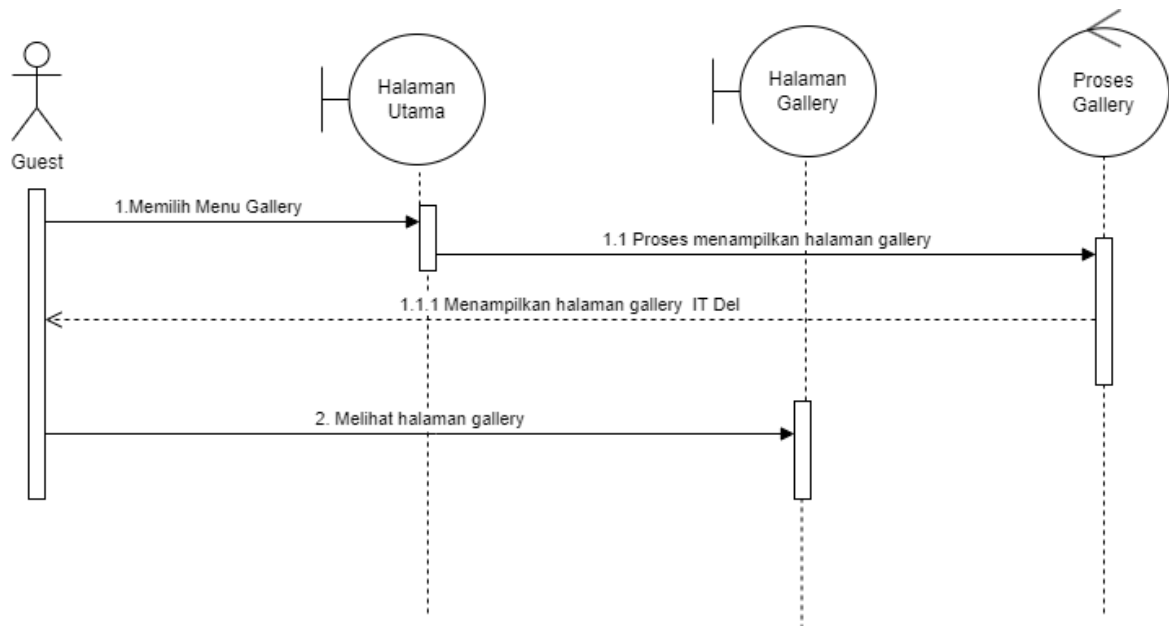 Halaman
Utama
Halaman
Gallery
Proses
Gallery
Guest
1.Memilih Menu Gallery
1.1 Proses menampilkan halaman gallery
1.1.1 Menampilkan halaman gallery  IT Del
2. Melihat halaman gallery